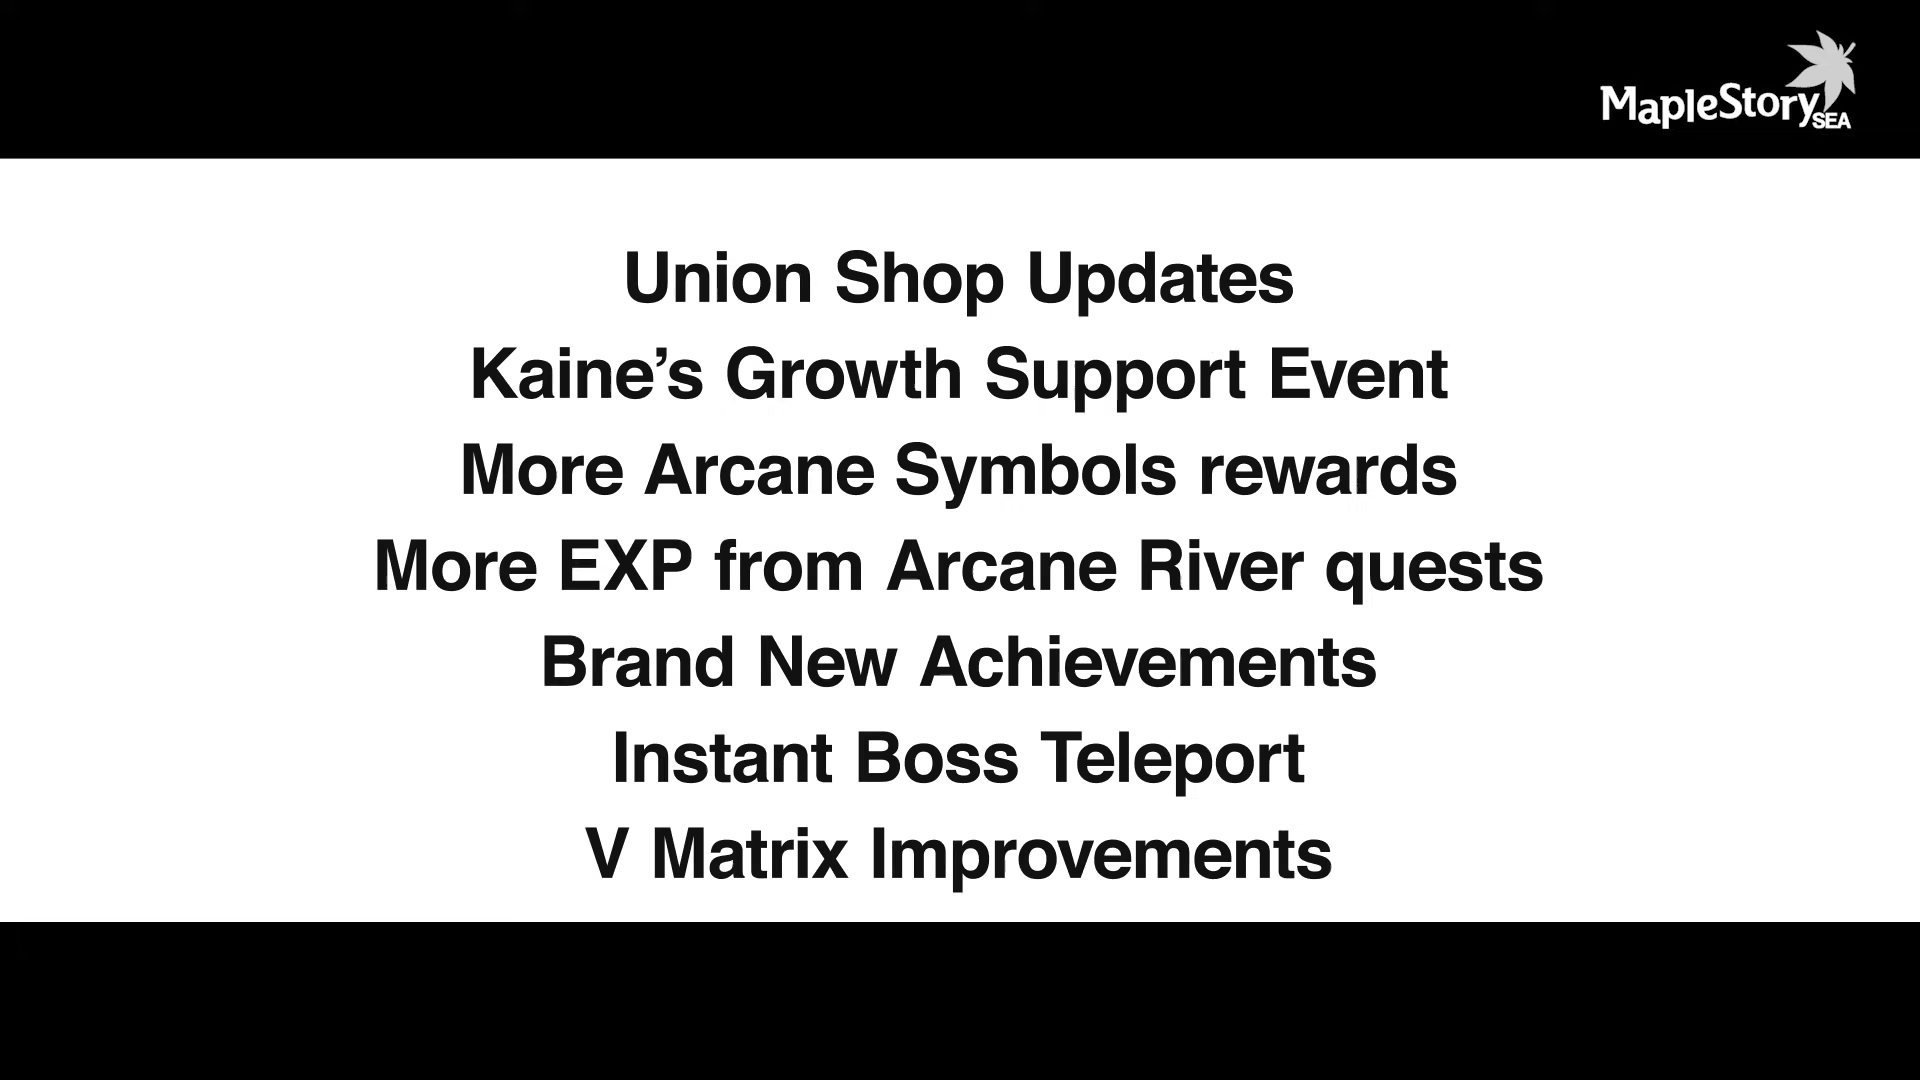 MapleStory
SEA
Union Shop Updates
Kaine’s Growth Support Event
More Arcane Symbols rewards
More EXP from Arcane River quests
Brand New Achievements
Instant Boss Teleport
V Matrix Improvements